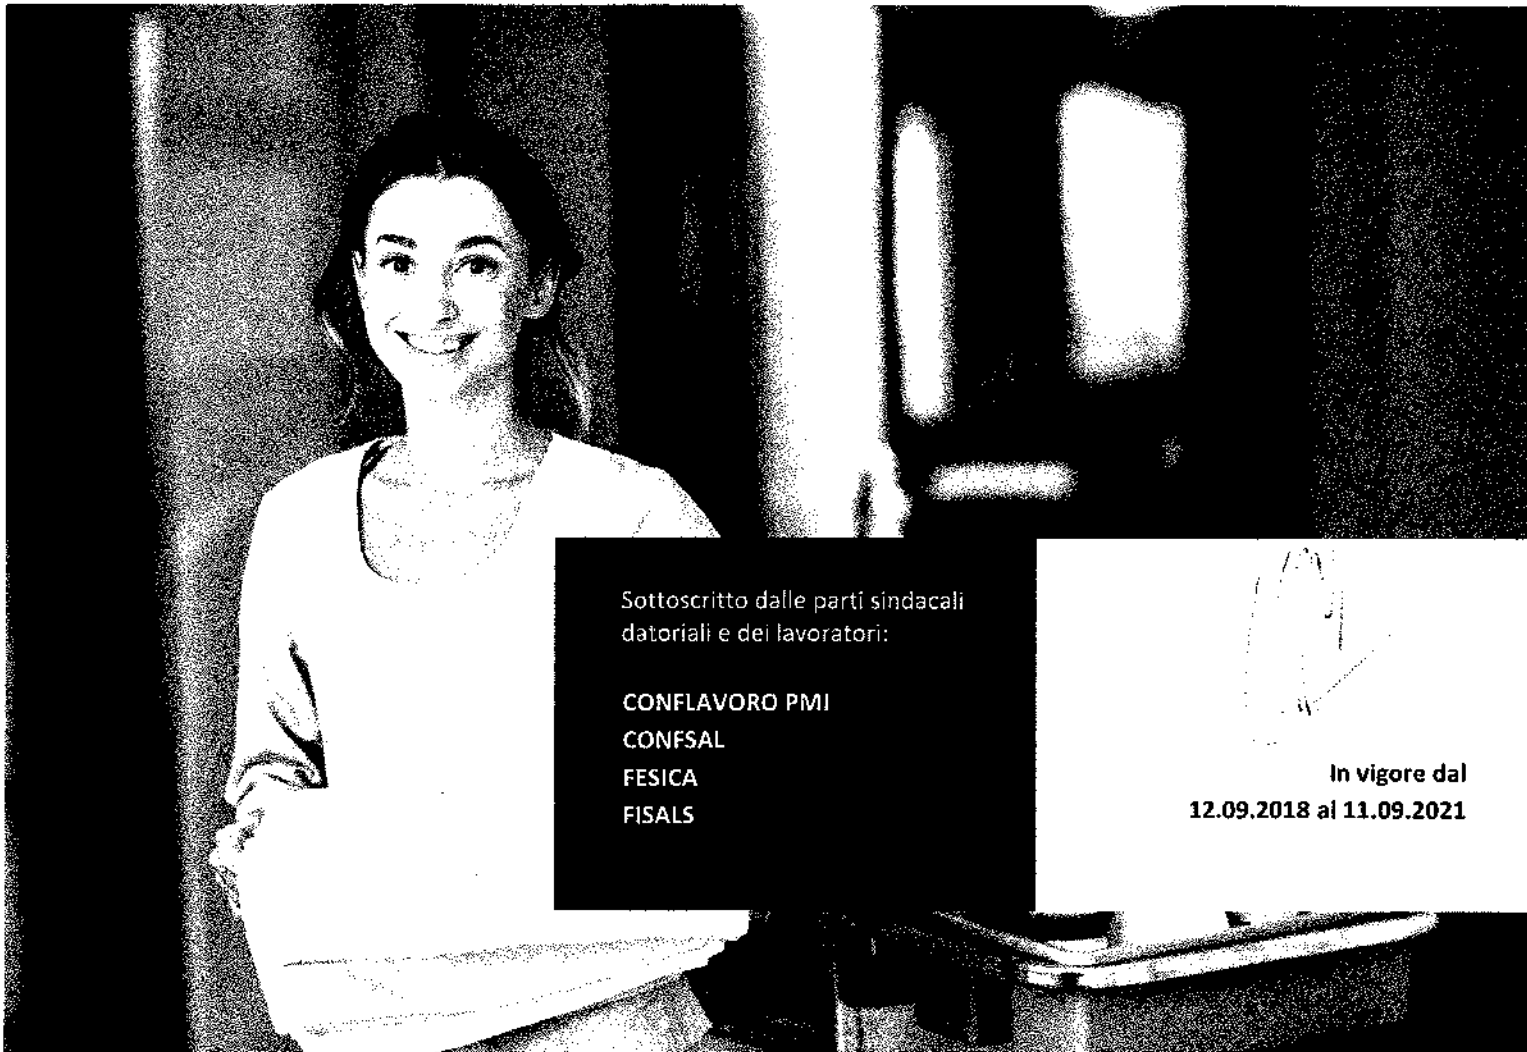 Sottoscritto dalle parti sindacali
datoriali e dei lavoratori:
CONFLAVORO PMI
CONFSAL
FESICA
FISALS
In vigore dal
12.09.2018 al 11.09.2021